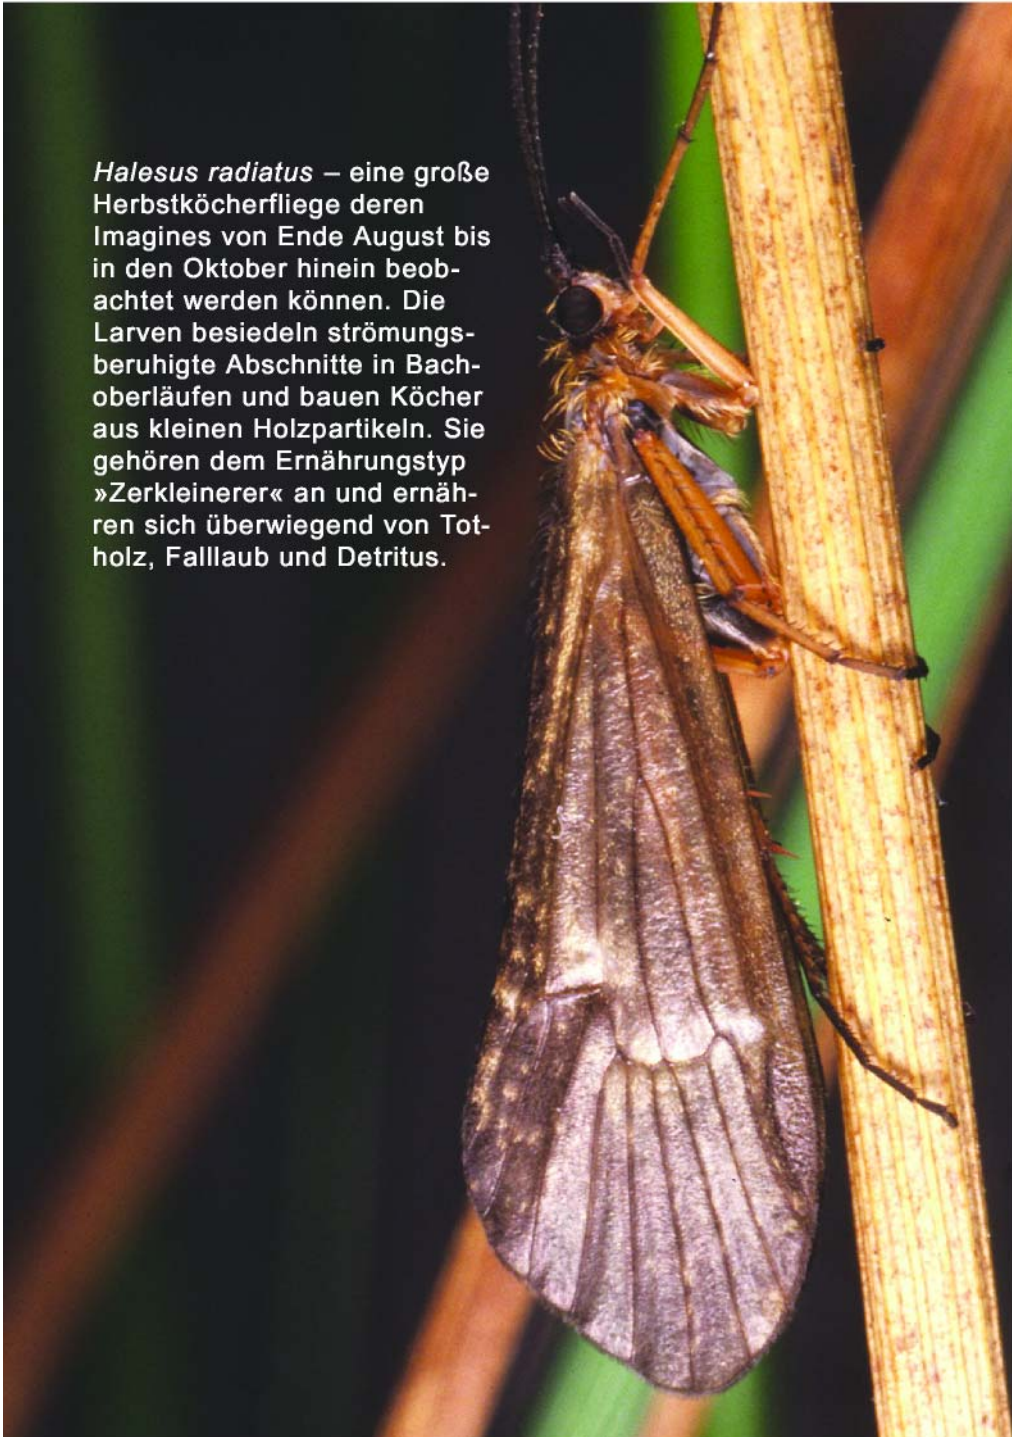 Halesus radiatus – eine große
Herbstköcherfliege deren
Imagines von Ende August bis
in den Oktober hinein beob-
achtet werden können. Die
Larven besiedeln strömungs-
beruhigte Abschnitte in Bach-
oberläufen und bauen Köcher
aus kleinen Holzpartikeln. Sie
gehören dem Ernährungstyp
»Zerkleinerer« an und ernäh-
ren sich überwiegend von Tot-
holz, Falllaub und Detritus.